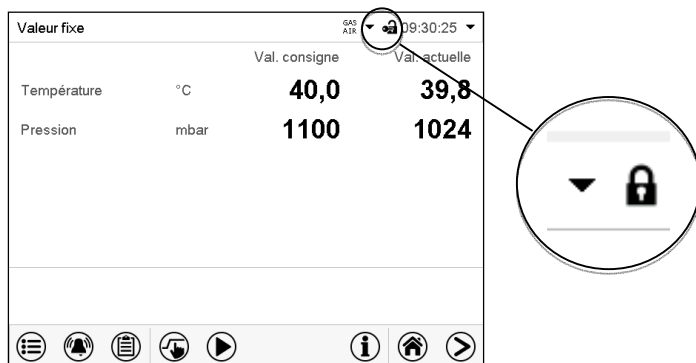 Valeur fixe GAS AIR 09:30:25
Val. consigne Val. actuelle
Température °C 40,0 39,8
Pression mbar 1100 1024